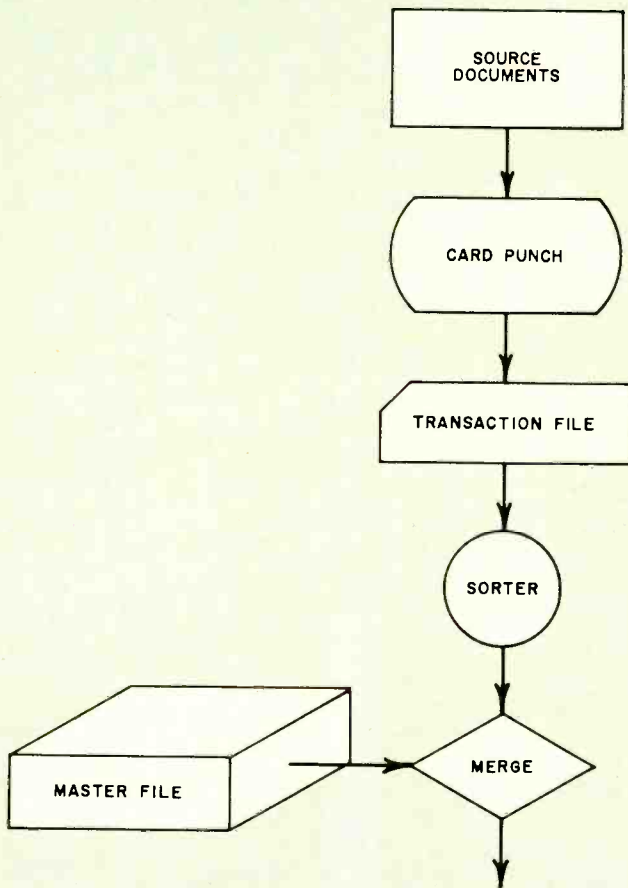 SOURCE
DOCUMENTS
CARD PUNCH
TRANSACTION FILE
SORTER
MERGE
MASTER FILE